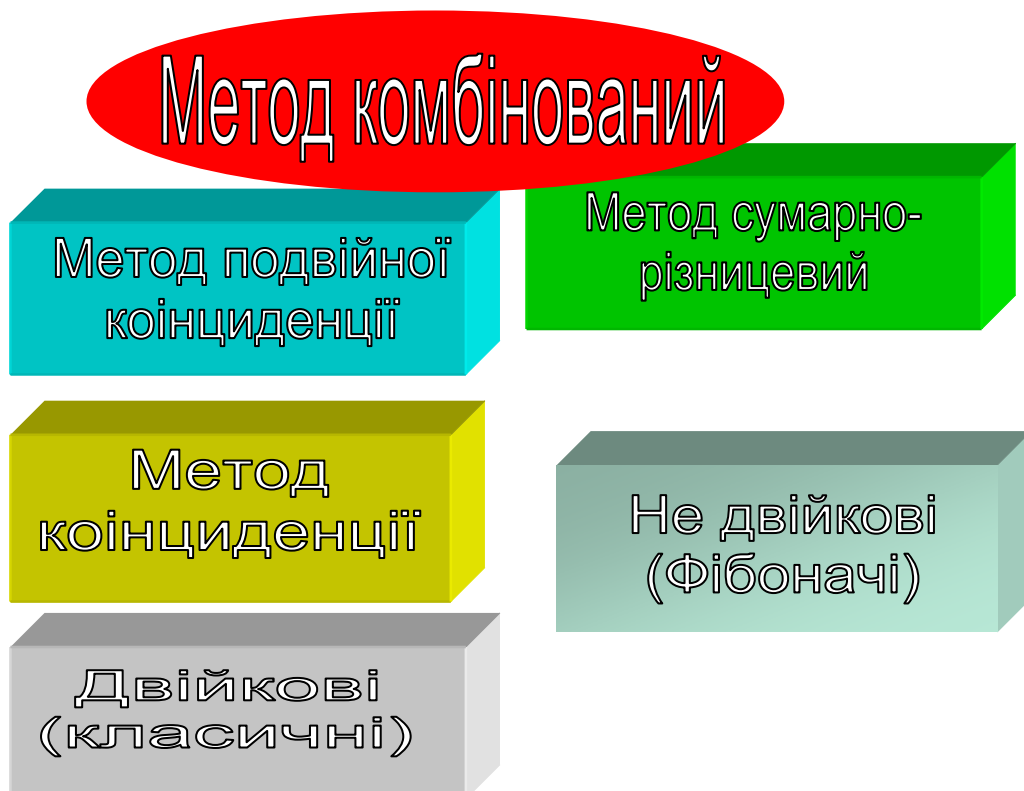 Метод комбінований
Метод подвійної
коінциденції
Метод сумарно-
різницевий
Метод
коінциденції
Не двійкові
(Фібоначі)
Двійкові
(класичні)